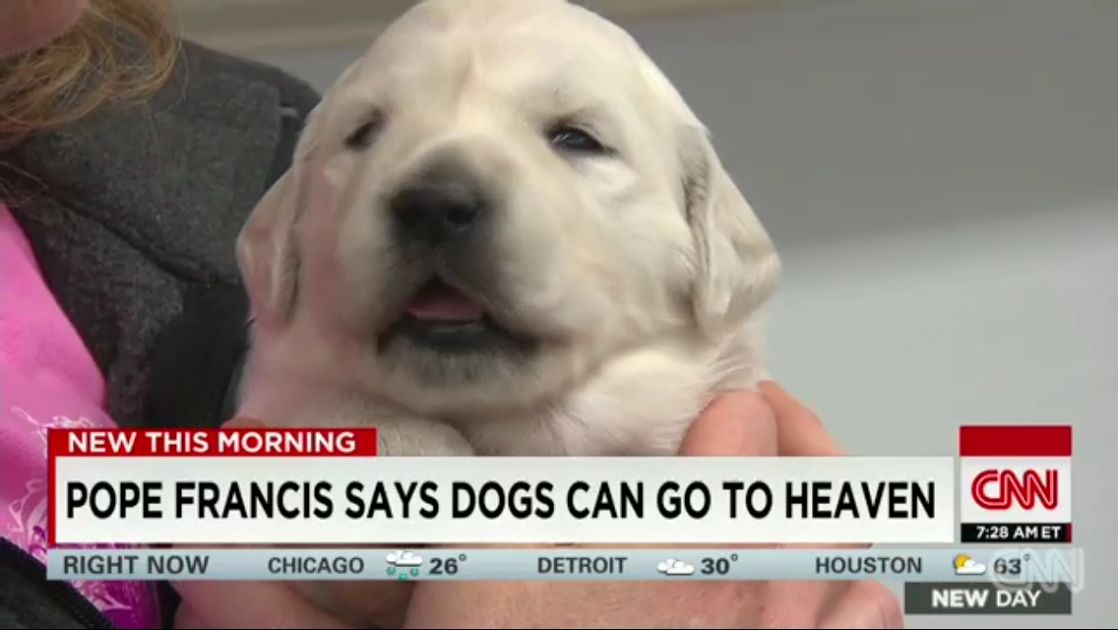 NEW THIS MORNING
POPE FRANCIS SAYS DOGS CAN GO TO HEAVEN
CNN
7:28 AM ET
RIGHT NOW CHICAGO 26° DETROIT 30° HOUSTON 63°
CNN
NEW DAY